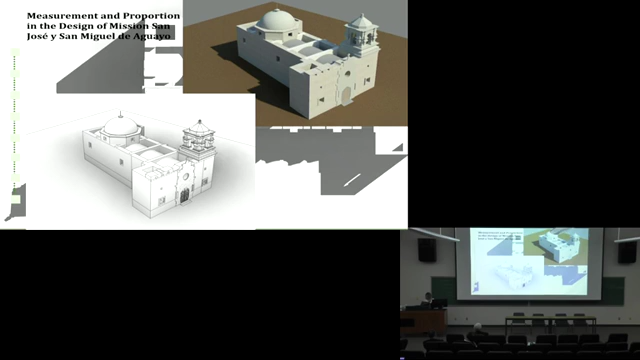 Measurement and Proportion
in the Design of Mission San
José y San Miguel de Aguayo